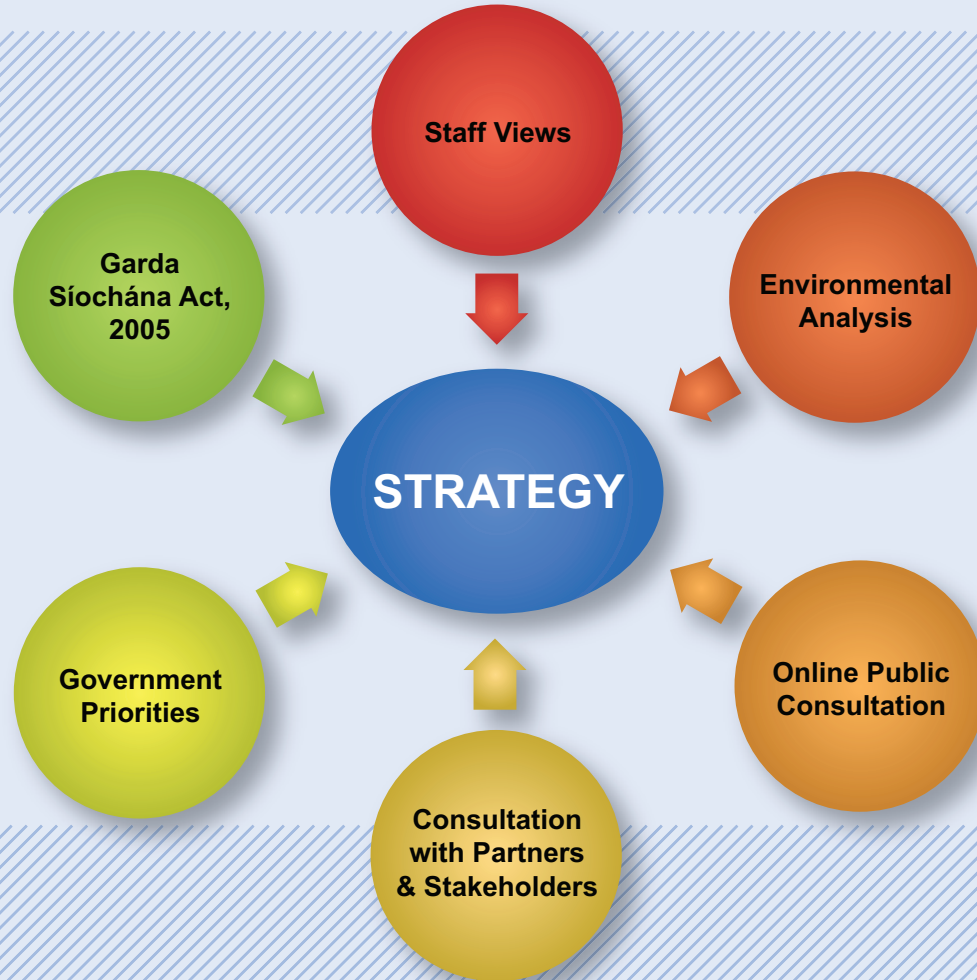 Staff Views
Garda
Síochána Act,
2005
Environmental
Analysis
STRATEGY
Government
Priorities
Online Public
Consultation
Consultation
with Partners
& Stakeholders